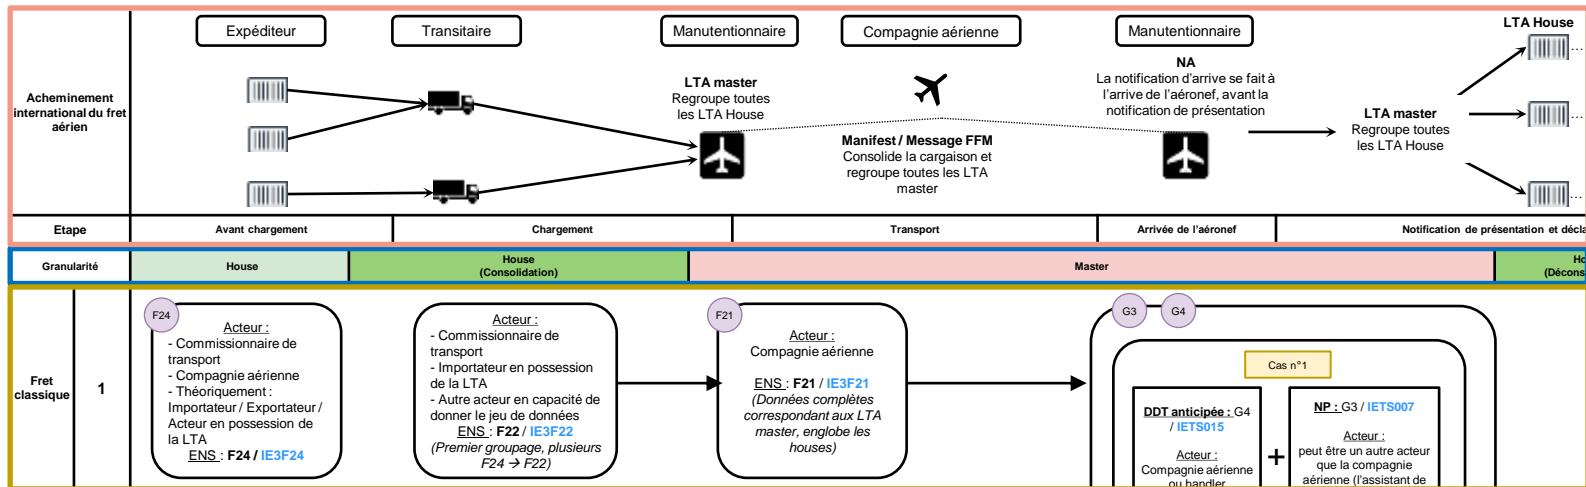 Expéditeur
Transitaire
Manutentionnaire
Compagnie aérienne
Manutentionnaire
LTA House
Acheminement
international du fret
aérien
LTA master
Regroupe toutes
les LTA House
Manifest / Message FFM
Consolide la cargaison et
regroupe toutes les LTA
master
NA
La notification d'arrive se fait à
l'arrive de l'aéronef, avant la
notification de présentation
LTA master
Regroupe toutes
les LTA House
...
...
...
Etape
Avant chargement
Chargement
Transport
Arrivée de l'aéronef
Notification de présentation et décla
Granularité
House
House
(Consolidation)
Master
Ho
(Décons
Fret
classique
1
F24
Acteur :
- Commissionnaire de
transport
- Compagnie aérienne
- Théoriquement :
Importateur / Exportateur /
Acteur en possession de
la LTA
ENS : F24 / IE3F24
Acteur :
- Commissionnaire de
transport
- Importateur en possession
de la LTA
- Autre acteur en capacité de
donner le jeu de données
ENS : F22 / IE3F22
(Premier groupage, plusieurs
F24 → F22)
F21
Acteur :
Compagnie aérienne
ENS : F21 / IE3F21
(Données complètes
correspondant aux LTA
master, englobe les
houses)
G3
G4
Cas n°1
DDT anticipée : G4
/ IETS015
Acteur :
Compagnie aérienne
ou handler
+
NP : G3 / IETS007
Acteur :
peut être un autre acteur
que la compagnie
aérienne (l'assistant de